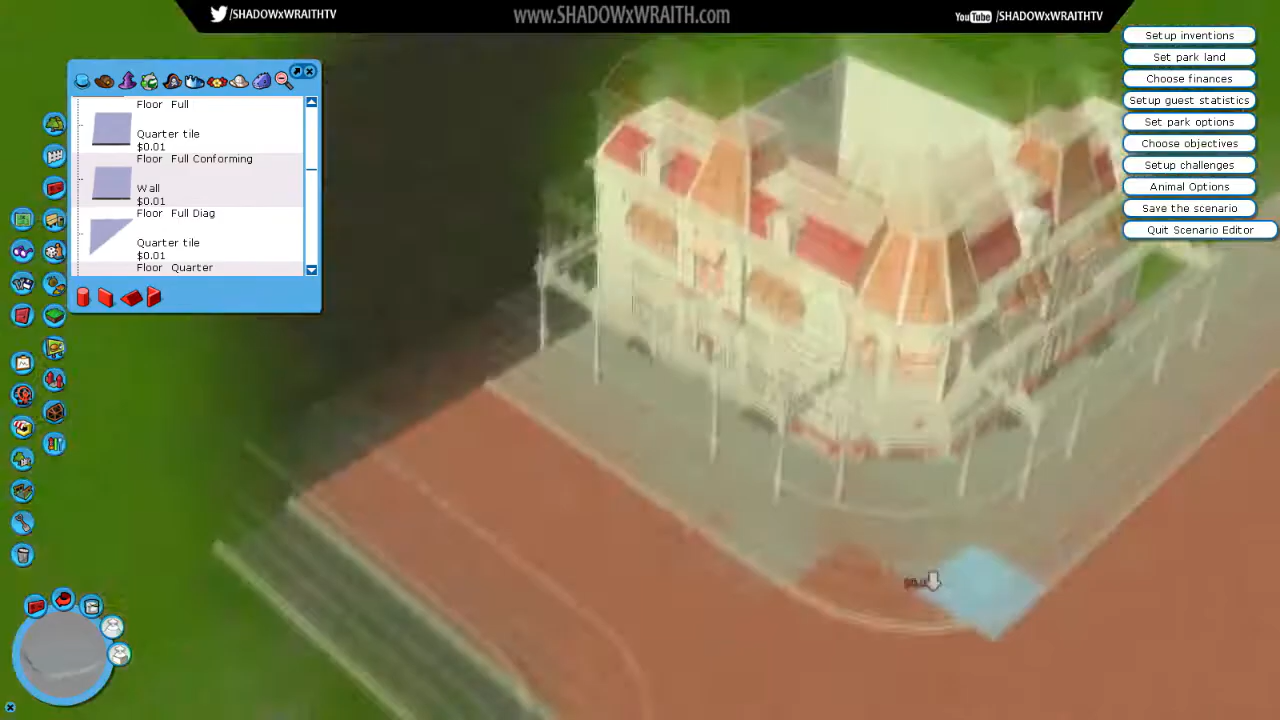 /SHADOWxWRAITHTV
www.SHADOWxWRAITH.com
You Tube /SHADOWxWRAITHTV
Setup inventions
Set park land
Choose finances
Setup guest statistics
Set park options
Choose objectives
Setup challenges
Animal Options
Save the scenario
Quit Scenario Editor
Floor Full
Quarter tile
$0.01
Floor Full Conforming
Wall
$0.01
Floor Full Diag
Quarter tile
$0.01
Floor Quarter